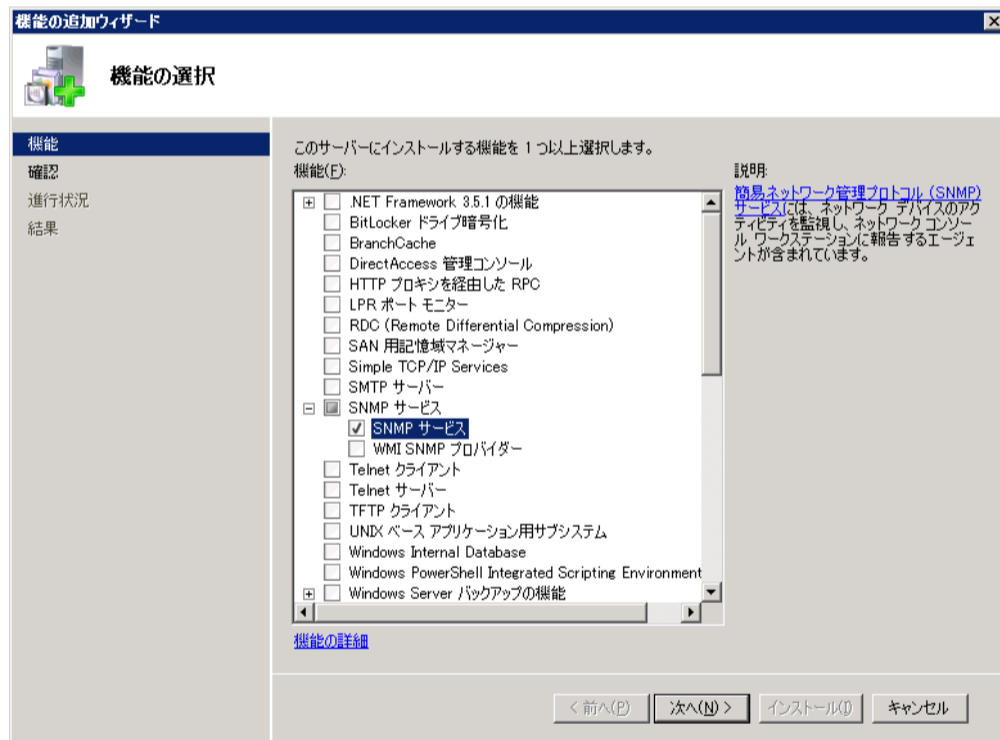 機能の追加ウィザード
機能の選択
機能
確認
進行状況
結果
このサーバーにインストールする機能を 1 つ以上選択します。
機能(F):
.NET Framework 3.5.1 の機能
BitLocker ドライブ暗号化
BranchCache
DirectAccess 管理コンソール
HTTP プロキシを経由した RPC
LPR ポート モニター
RDC (Remote Differential Compression)
SAN 用記憶域マネージャー
Simple TCP/IP Services
SMTP サーバー
SNMP サービス
SNMP サービス
WMI SNMP プロバイダー
Telnet クライアント
Telnet サーバー
TFTP クライアント
UNIX ベース アプリケーション用サブシステム
Windows Internal Database
Windows PowerShell Integrated Scripting Environment
Windows Server バックアップの機能
機能の詳細
説明:
簡易ネットワーク管理プロトコル (SNMP)
サービスには、ネットワーク デバイスのアク
ティビティを監視し、ネットワーク コンソー
ル ワークステーションに報告するエージェ
ントが含まれています。
< 前へ(P)
次へ(N) >
インストール(I)
キャンセル